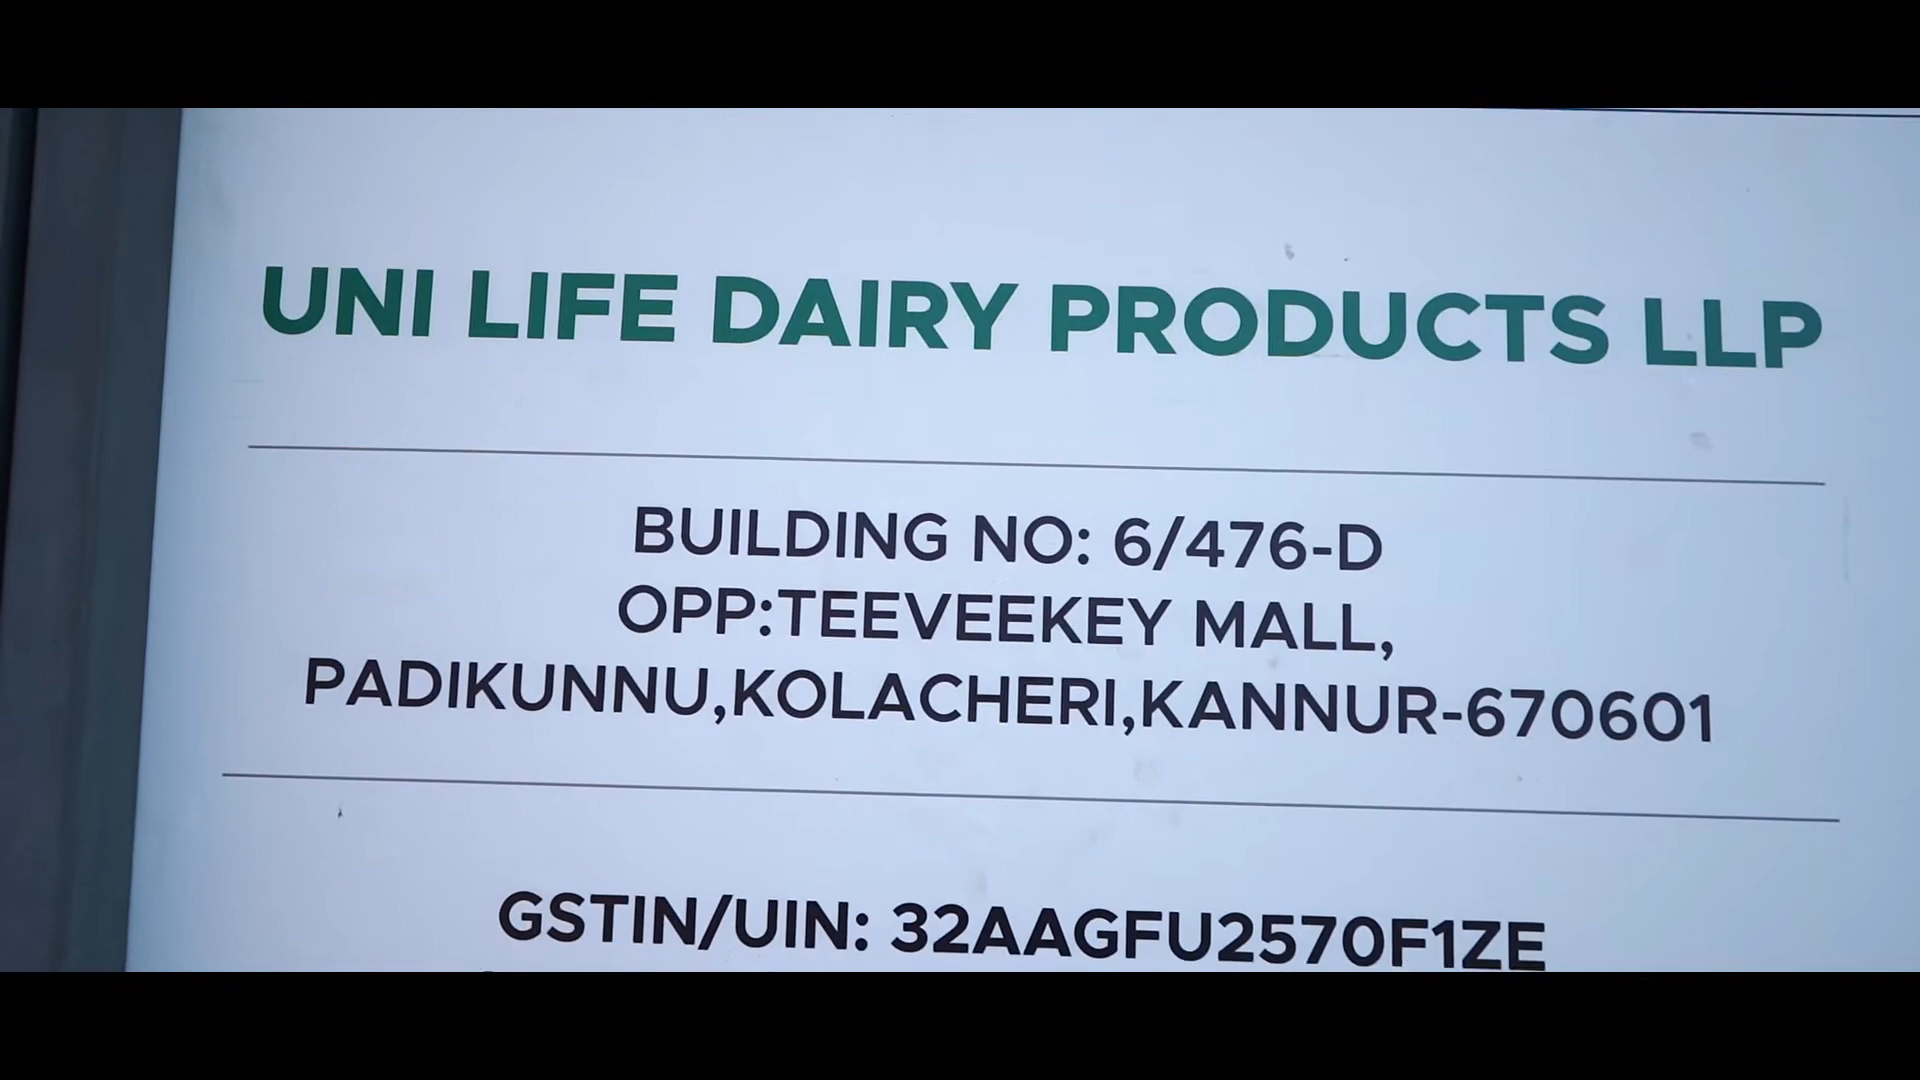 UNI LIFE DAIRY PRODUCTS LLP
BUILDING NO: 6/476-D
OPP:TEEVEEKEY MALL,
PADIKUNNU,KOLACHERI,KANNUR-670601
GSTIN/UIN: 32AAGFU2570F1ZE